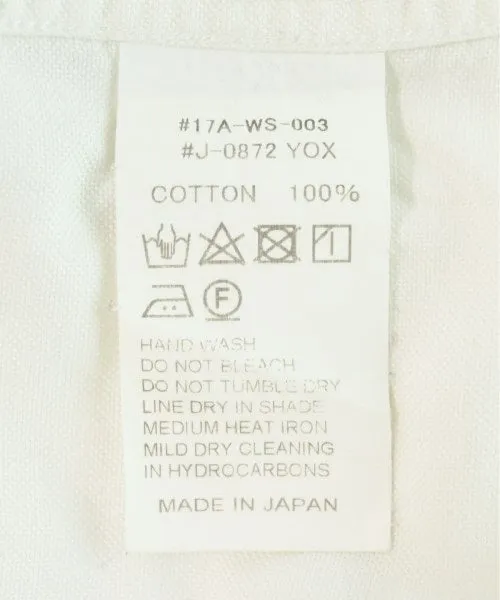 #17A-WS-003
#J-0872 YOX
COTTON 100%
F
HAND WASH
DO NOT BLEACH
DO NOT TUMBLE DRY
LINE DRY IN SHADE
MEDIUM HEAT IRON
MILD DRY CLEANING
IN HYDROCARBONS
MADE IN JAPAN